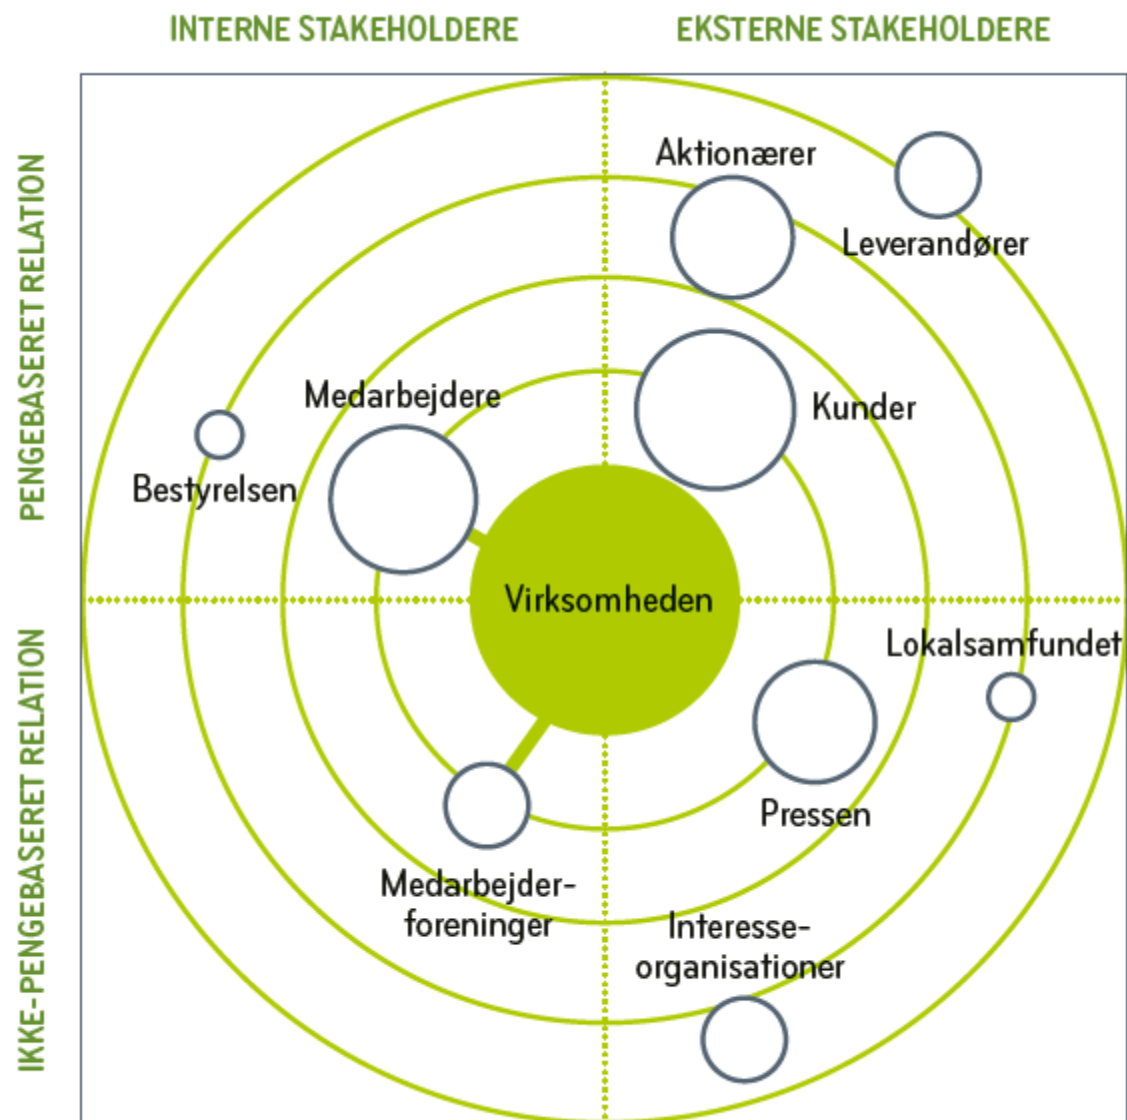 INTERNE STAKEHOLDERE
EKSTERNE STAKEHOLDERE
PENGEBASERET RELATION
IKKE-PENGEBASERET RELATION
Aktionærer
Leverandører
Medarbejdere
Kunder
Bestyrelsen
Virksomheden
Lokalsamfundet
Pressen
Medarbejder-
foreninger
Interesse-
organisationer